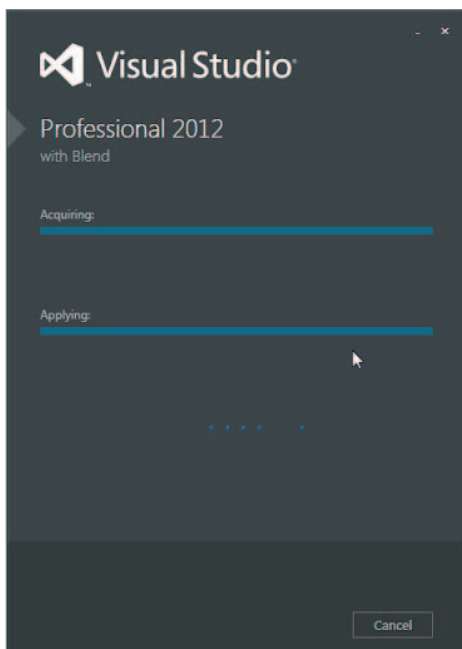 Visual Studio®
Professional 2012
with Blend
Acquiring:
Applying:
Cancel